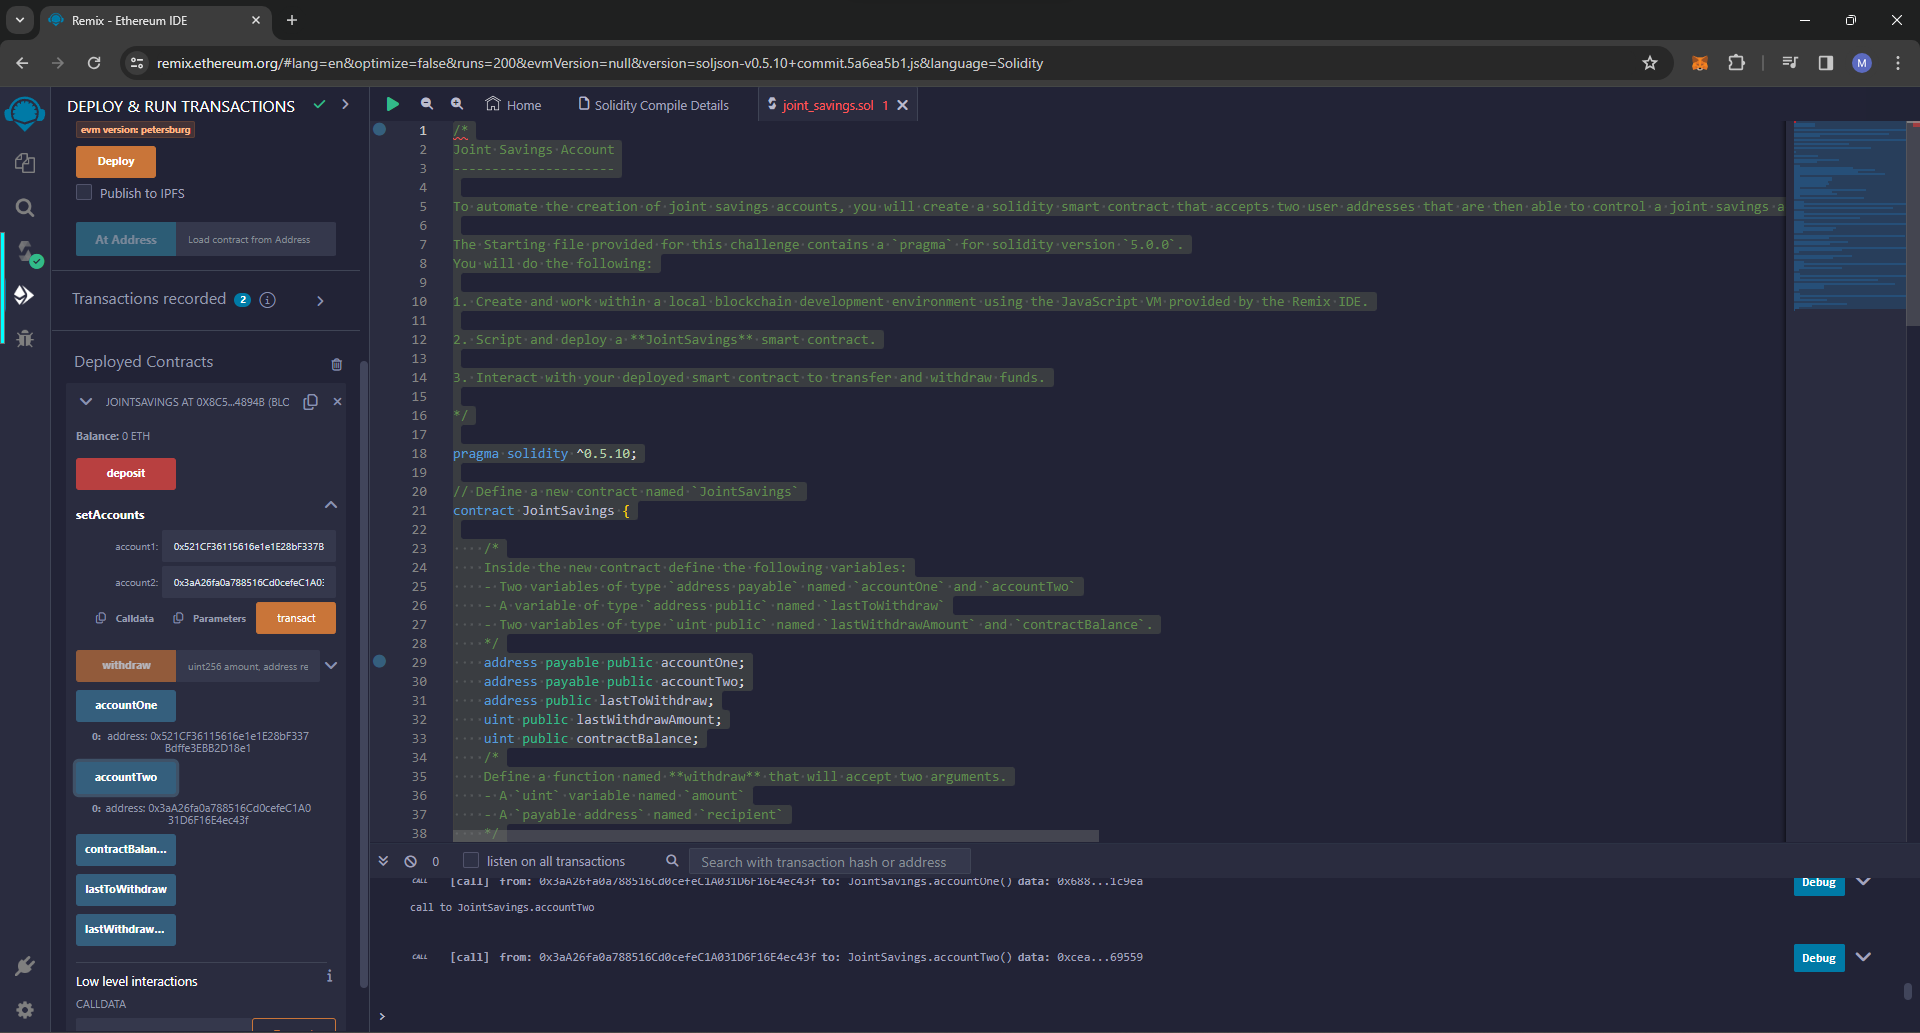 Remix - Ethereum IDE
remix.ethereum.org/#lang=en&optimize=false&runs=200&evmVersion=null&version=soljson-v0.5.10+commit.5a6ea5b1.js&language=Solidity
M
DEPLOY & RUN TRANSACTIONS
evm version: petersburg
Deploy
Publish to IPFS
At Address
Load contract from Address
Transactions recorded 2 i
Deployed Contracts
JOINTSAVINGS AT 0X8C5...4894B (BLO
Balance: 0 ETH
deposit
setAccounts
account1: 0x521CF36115616e1e1E28bF337B
account2: 0x3aA26fa0a788516Cd0cefeC1A03
Calldata Parameters transact
withdraw uint256 amount, address re
accountOne
0: address: 0x521CF36115616e1e1E28bF337
Bdffe3EBB2D18e1
accountTwo
0: address: 0x3aA26fa0a788516Cd0cefeC1A0
31D6F16E4ec43f
contractBalan...
lastToWithdraw
lastWithdraw...
Low level interactions i
CALLDATA
Home Solidity Compile Details joint_savings.sol 1
1 /*
2 Joint Savings Account
3 ---------------------
4
5 To automate the creation of joint savings accounts, you will create a solidity smart contract that accepts two user addresses that are then able to control a joint savings a
6
7 The Starting file provided for this challenge contains a `pragma` for solidity version `5.0.0`.
8 You will do the following:
9
10 1. Create and work within a local blockchain development environment using the JavaScript VM provided by the Remix IDE.
11
12 2. Script and deploy a **JointSavings** smart contract.
13
14 3. Interact with your deployed smart contract to transfer and withdraw funds.
15
16 */
17
18 pragma solidity ^0.5.10;
19
20 // Define a new contract named `JointSavings`
21 contract JointSavings {
22
23 /*
24 Inside the new contract define the following variables:
25 - Two variables of type `address payable` named `accountOne` and `accountTwo`
26 - A variable of type `address public` named `lastToWithdraw`
27 - Two variables of type `uint public` named `lastWithdrawAmount` and `contractBalance`.
28 */
29 address payable public accountOne;
30 address payable public accountTwo;
31 address public lastToWithdraw;
32 uint public lastWithdrawAmount;
33 uint public contractBalance;
34 /*
35 Define a function named **withdraw** that will accept two arguments.
36 - A `uint` variable named `amount`
37 - A `payable address` named `recipient`
38 */
0 listen on all transactions Search with transaction hash or address
CALL [call] from: 0x3aA26fa0a788516Cd0cefeC1A031D6F16E4ec43f to: JointSavings.accountOne() data: 0x688...1c9ea Debug
call to JointSavings.accountTwo
CALL [call] from: 0x3aA26fa0a788516Cd0cefeC1A031D6F16E4ec43f to: JointSavings.accountTwo() data: 0xcea...69559 Debug
>